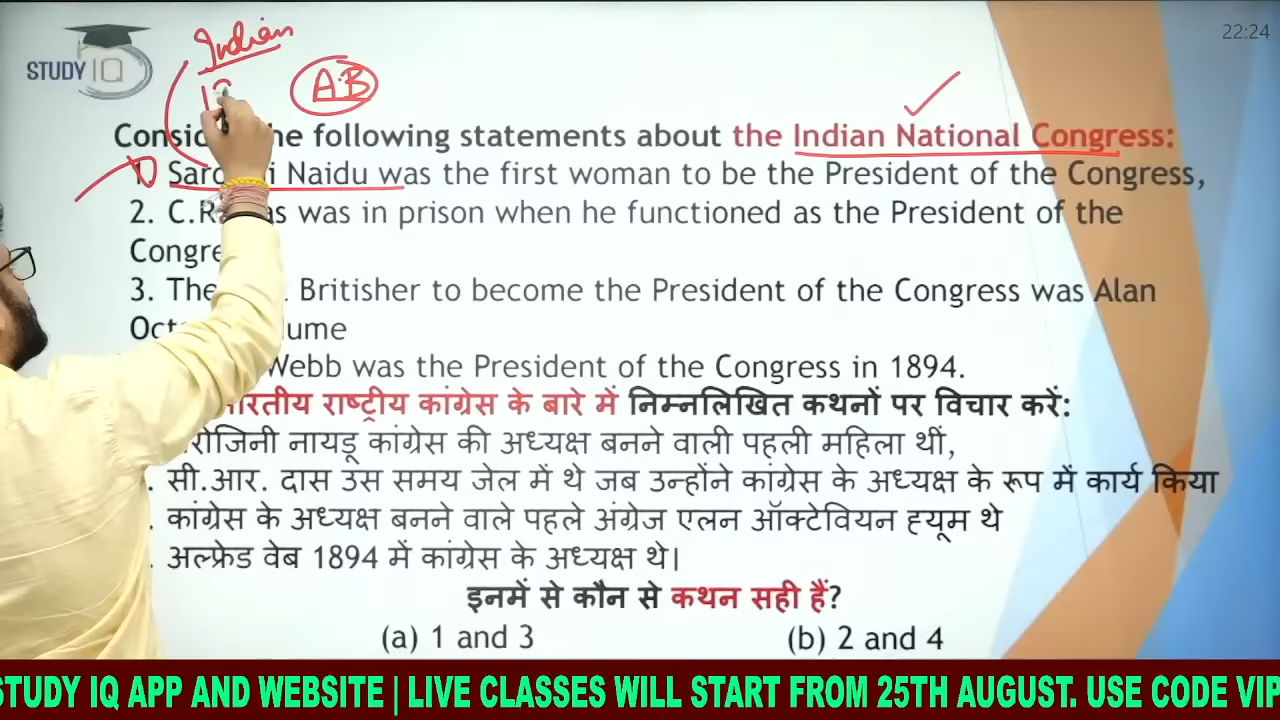 22:24
STUDY IQ
Indian
A.B
Consid he following statements about the Indian National Congress:
1. Saro i Naidu was the first woman to be the President of the Congress,
2. C.R as was in prison when he functioned as the President of the
Congre
3. The Britisher to become the President of the Congress was Alan
Oct ume
Webb was the President of the Congress in 1894.
ारतीय राष्ट्रीय कांग्रेस के बारे में निम्नलिखित कथनों पर विचार करें:
रोजिनी नायडू कांग्रेस की अध्यक्ष बनने वाली पहली महिला थीं,
. सी.आर. दास उस समय जेल में थे जब उन्होंने कांग्रेस के अध्यक्ष के रूप में कार्य किया
. कांग्रेस के अध्यक्ष बनने वाले पहले अंग्रेज एलन ऑक्टेवियन ह्यूम थे
. अल्फ्रेड वेब 1894 में कांग्रेस के अध्यक्ष थे।
इनमें से कौन से कथन सही हैं?
(a) 1 and 3 (b) 2 and 4
STUDY IQ APP AND WEBSITE | LIVE CLASSES WILL START FROM 25TH AUGUST. USE CODE VIP